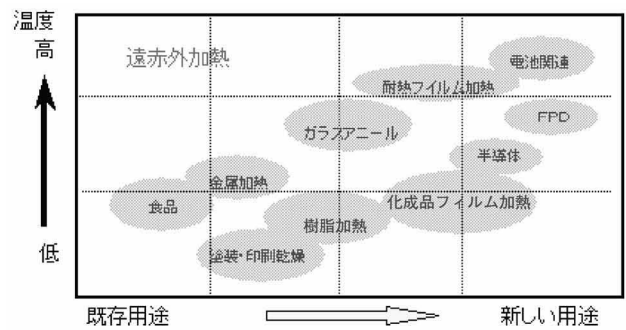 温度
高
遠赤外加熱
電池関連
耐熱フイルム加熱
FPD
ガラスアニール
半導体
金属加熱
食品
化成品フィルム加熱
樹脂加熱
塗装・印刷乾燥
低
既存用途
新しい用途